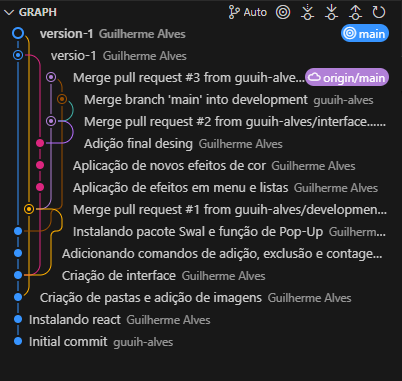 GRAPH Auto
version-1 Guilherme Alves main
versio-1 Guilherme Alves
Merge pull request #3 from guuih-alve... origin/main
Merge branch 'main' into development guuih-alves
Merge pull request #2 from guuih-alves/interface......
Adição final desing Guilherme Alves
Aplicação de novos efeitos de cor Guilherme Alves
Aplicação de efeitos em menu e listas Guilherme Alves
Merge pull request #1 from guuih-alves/developmen...
Instalando pacote Swal e função de Pop-Up Guilherm...
Adicionando comandos de adição, exclusão e contage...
Criação de interface Guilherme Alves
Criação de pastas e adição de imagens Guilherme Alves
Instalando react Guilherme Alves
Initial commit guuih-alves